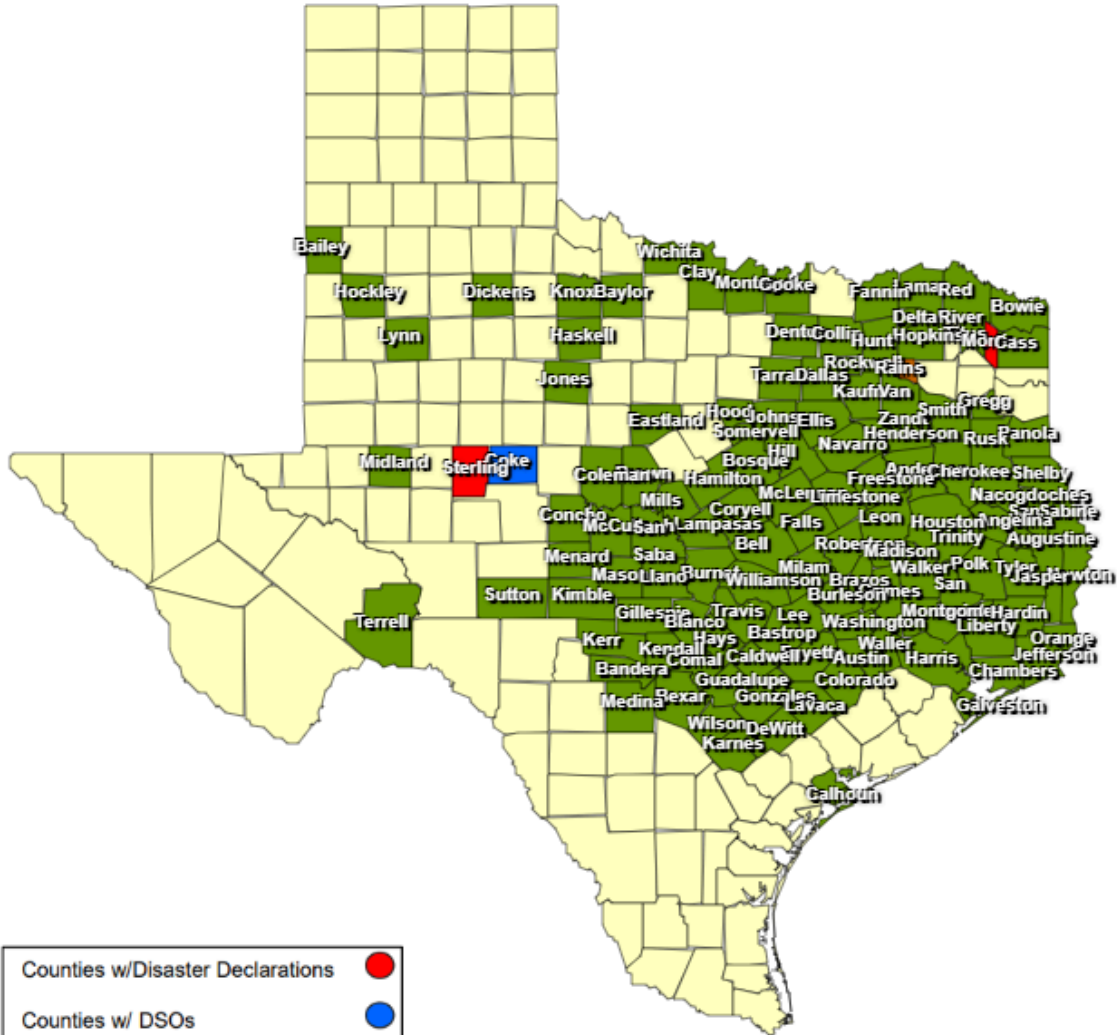 Bailey
Wichita
Clay
Cooke
Hockley
Dickens
Knox
Baylor
Fannin
Red
Bowie
Lynn
Haskell
Delta
River
Hopkins
Hunt
Cass
Jones
Dallas
Rains
Van
Gregg
Smith
Eastland
Hood
Ellis
Somervell
Henderson
Rusk
Panola
Navarro
Hill
Midland
Sterling
Coke
Bosque
Coleman
Hamilton
Freestone
Cherokee
Shelby
Limestone
Mills
Nacogdoches
Sabine
Concho
Coryell
Lampasas
Falls
Leon
Houston
Angelina
Trinity
Augustine
Bell
Menard
Saba
Madison
Milam
Walker
Polk
Tyler
Jasper
Llano
Burnet
Williamson
Brazos
San
Sutton
Kimble
Burleson
Terrell
Travis
Lee
Blanco
Washington
Hardin
Liberty
Kerr
Hays
Bastrop
Waller
Orange
Kendall
Comal
Caldwell
Austin
Harris
Jefferson
Bandera
Chambers
Guadalupe
Colorado
Medina
Bexar
Gonzales
Lavaca
Galveston
Wilson
DeWitt
Karnes
Calhoun
Counties w/Disaster Declarations
Counties w/ DSOs